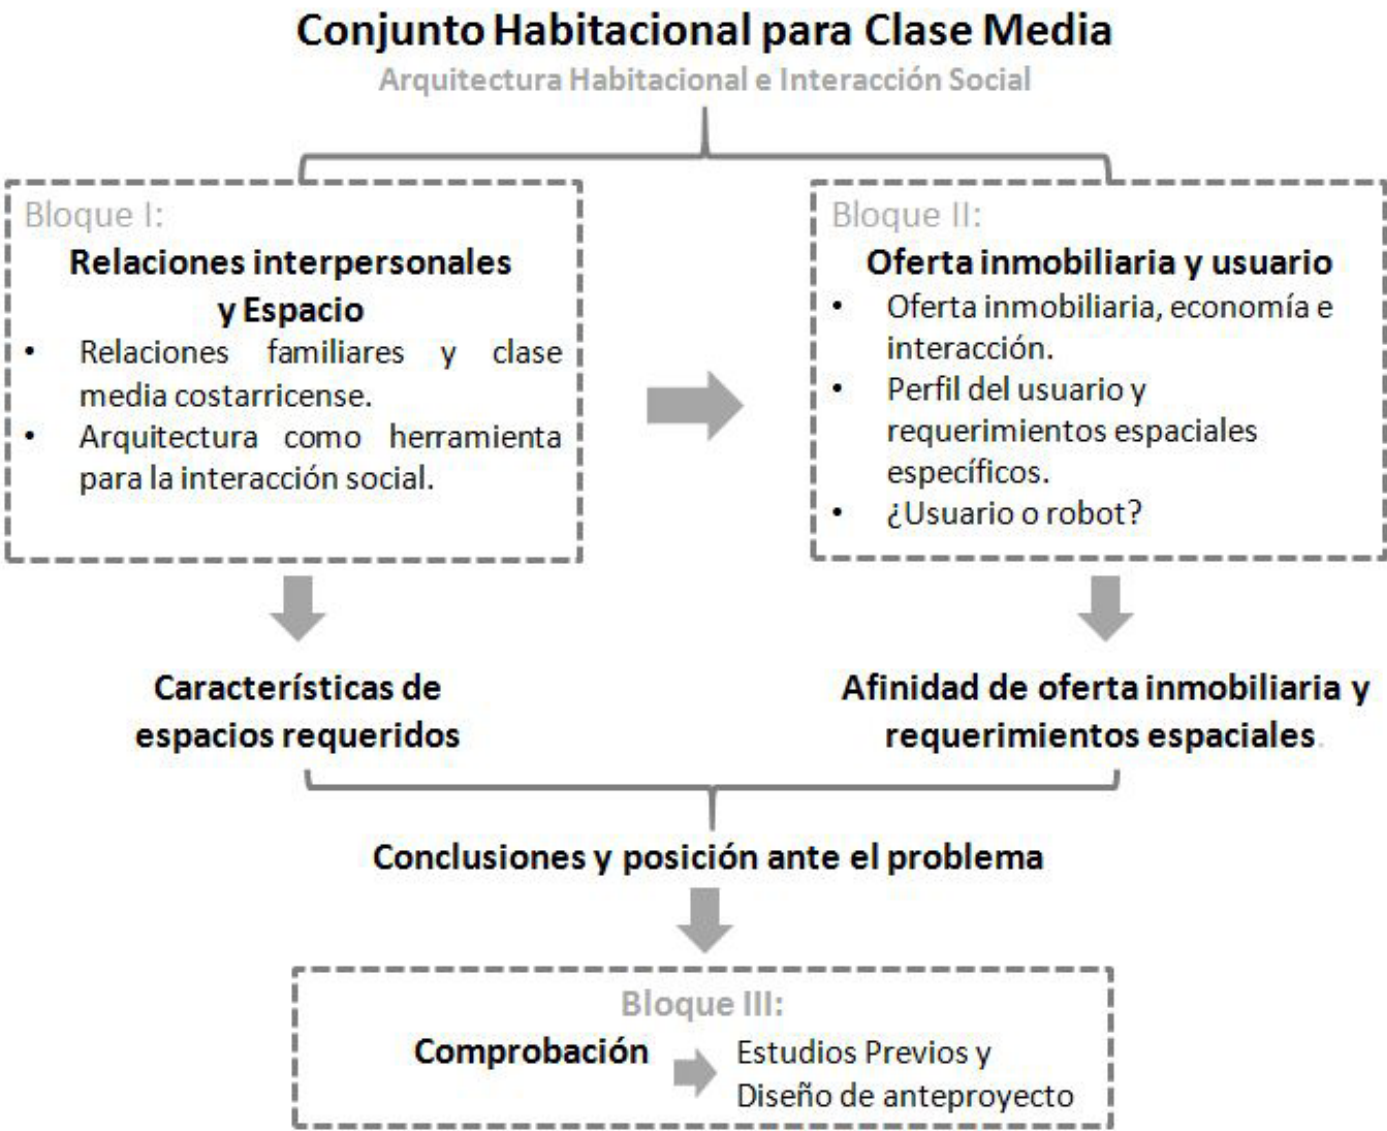 Conjunto Habitacional para Clase Media
Arquitectura Habitacional e Interacción Social
Bloque I:
Relaciones interpersonales
y Espacio
• Relaciones familiares y clase
media costarricense.
• Arquitectura como herramienta
para la interacción social.
Bloque II:
Oferta inmobiliaria y usuario
• Oferta inmobiliaria, economía e
interacción.
• Perfil del usuario y
requerimientos espaciales
específicos.
• ¿Usuario o robot?
Características de
espacios requeridos
Afinidad de oferta inmobiliaria y
requerimientos espaciales.
Conclusiones y posición ante el problema
Bloque III:
Comprobación
Estudios Previos y
Diseño de anteproyecto